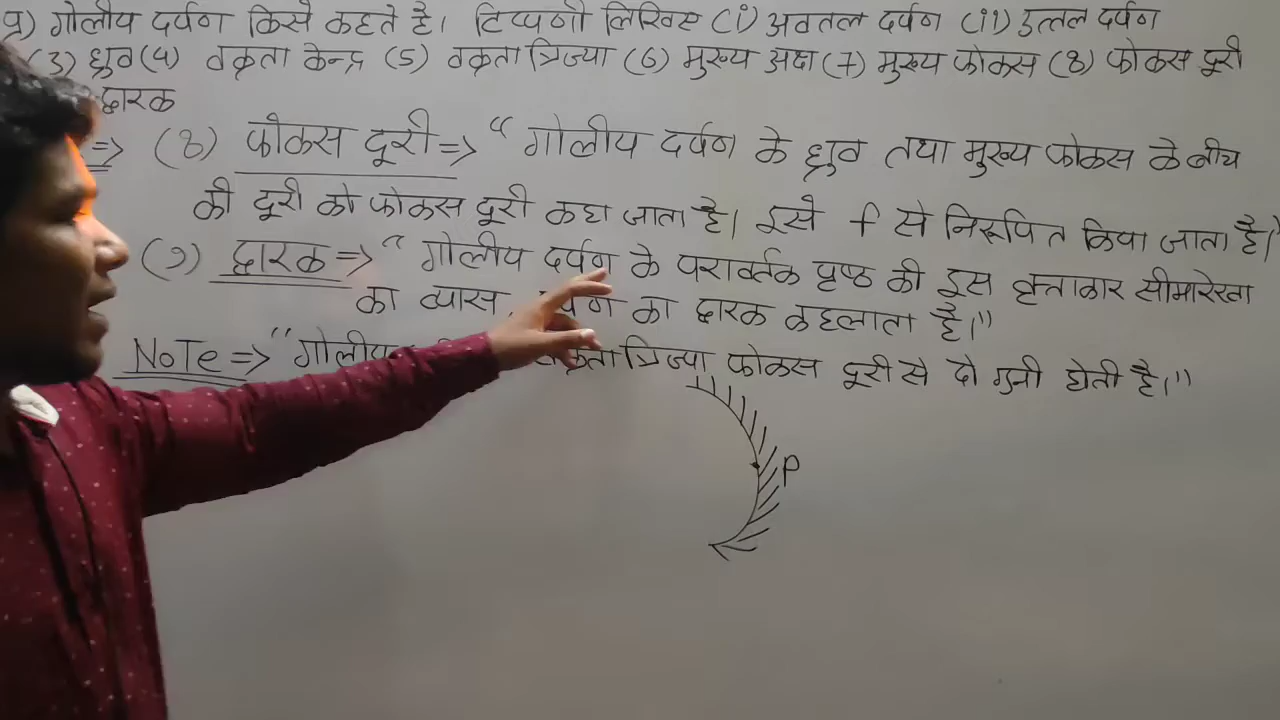 प्र) गोलीय दर्पण किसे कहते है। टिप्पणी लिखिए (i) अवतल दर्पण (ii) उत्तल दर्पण
(3) ध्रुव (4) वक्रता केन्द्र (5) वक्रता त्रिज्या (6) मुख्य अक्ष (7) मुख्य फोकस (8) फोकस दूरी
द्वारक
=> (8) फोकस दूरी => “ गोलीय दर्पण के ध्रुव तथा मुख्य फोकस के बीच
की दूरी को फोकस दूरी कहा जाता है। इसे f से निरूपित किया जाता है।”
(9) द्वारक => “ गोलीय दर्पण के परावर्तक पृष्ठ की इस वृत्ताकार सीमारेखा
का व्यास, का द्वारक कहलाता है।”
NoTe => “गोलीय त्रिज्या फोकस दूरी से दो गुनी होती है।”
P